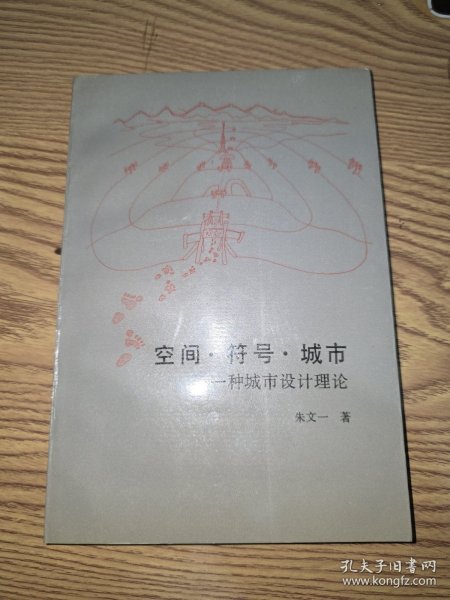 空间·符号·城市
一种城市设计理论
朱文一 著
孔夫子旧书网
www.kongfz.com